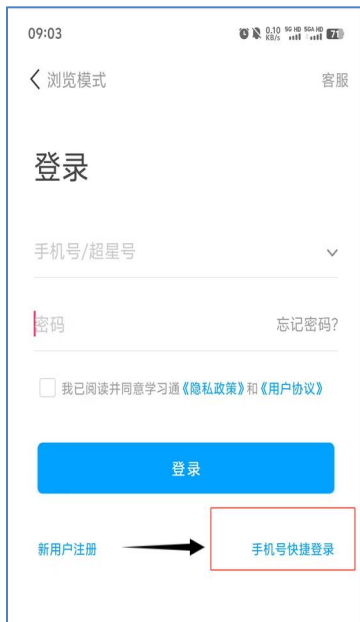 09:03
0.10 KB/s 5G HD 5GA HD 71
浏览模式 客服
登录
手机号/超星号
密码 忘记密码?
我已阅读并同意学习通《隐私政策》和《用户协议》
登录
新用户注册 手机号快捷登录